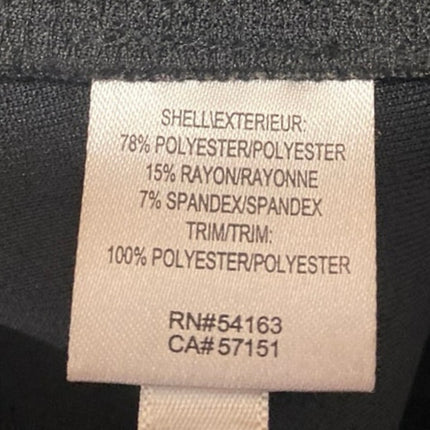 SHELL\EXTERIEUR:
78% POLYESTER/POLYESTER
15% RAYON/RAYONNE
7% SPANDEX/SPANDEX
TRIM/TRIM:
100% POLYESTER/POLYESTER
RN#54163
CA#57151